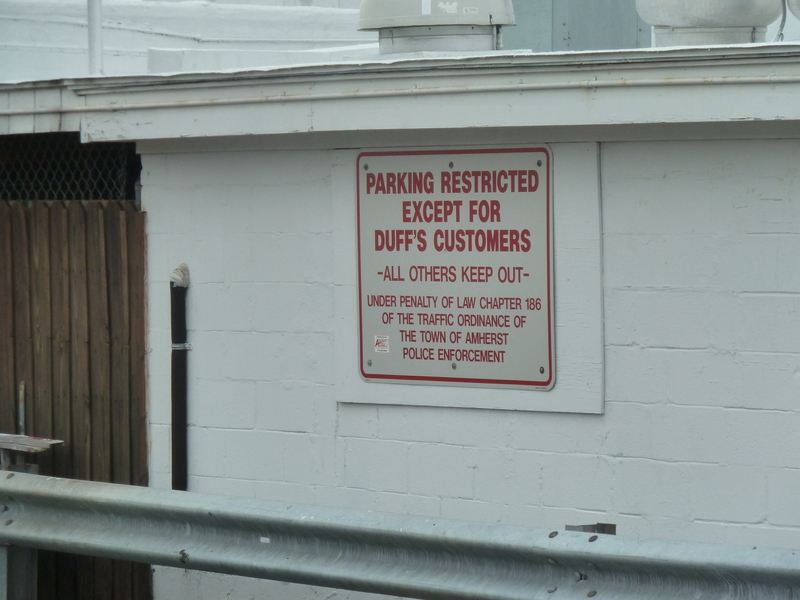 PARKING RESTRICTED
EXCEPT FOR
DUFF'S CUSTOMERS
-ALL OTHERS KEEP OUT-
UNDER PENALTY OF LAW CHAPTER 186
OF THE TRAFFIC ORDINANCE OF
THE TOWN OF AMHERST
POLICE ENFORCEMENT